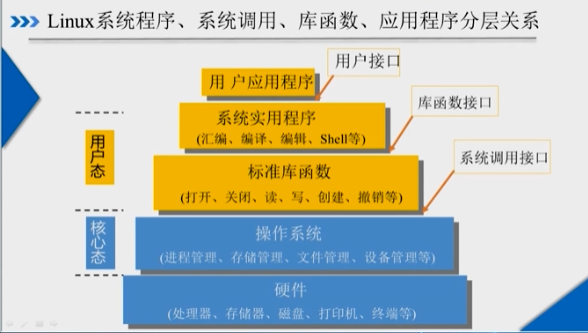 Linux系统程序、系统调用、库函数、应用程序分层关系
用户接口
用 户应用程序
库函数接口
系统实用程序
(汇编、编译、编辑、Shell等)
用户态
系统调用接口
标准库函数
(打开、关闭、读、写、创建、撤销等)
核心态
操作系统
(进程管理、存储管理、文件管理、设备管理等)
硬件
(处理器、存储器、磁盘、打印机、终端等)